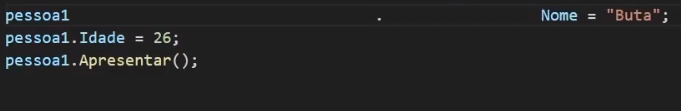 pessoa1 . Nome = "Buta";
pessoa1.Idade = 26;
pessoa1.Apresentar();